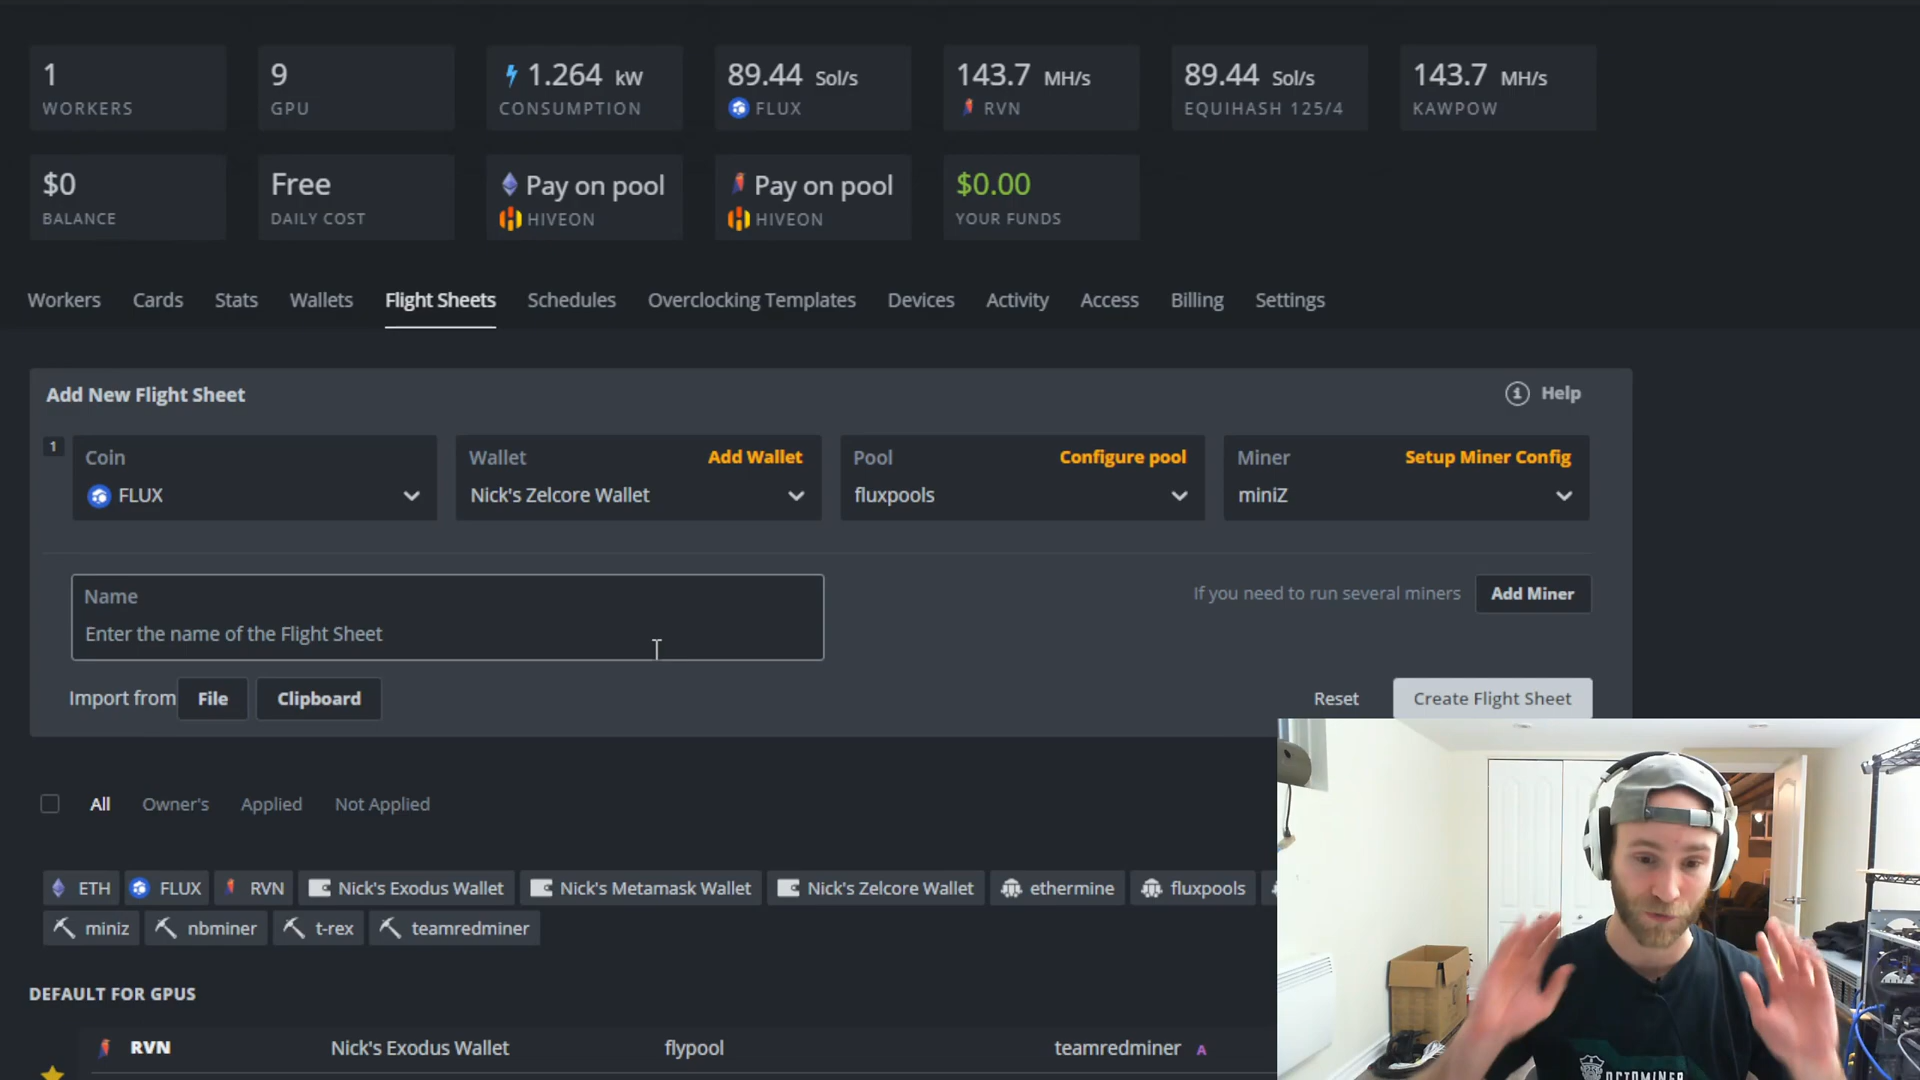 1
WORKERS
9
GPU
1.264 kW
CONSUMPTION
89.44 Sol/s
FLUX
143.7 MH/s
RVN
89.44 Sol/s
EQUIHASH 125/4
143.7 MH/s
KAWPOW
$0
BALANCE
Free
DAILY COST
Pay on pool
HIVEON
Pay on pool
HIVEON
$0.00
YOUR FUNDS
Workers Cards Stats Wallets Flight Sheets Schedules Overclocking Templates Devices Activity Access Billing Settings
Add New Flight Sheet
Help
1
Coin
FLUX
Wallet Add Wallet
Nick's Zelcore Wallet
Pool Configure pool
fluxpools
Miner Setup Miner Config
miniZ
Name
Enter the name of the Flight Sheet
If you need to run several miners Add Miner
Import from File Clipboard
Reset Create Flight Sheet
All Owner's Applied Not Applied
ETH FLUX RVN Nick's Exodus Wallet Nick's Metamask Wallet Nick's Zelcore Wallet ethermine fluxpools
miniz nbminer t-rex teamredminer
DEFAULT FOR GPUS
RVN Nick's Exodus Wallet flypool teamredminer A
OCTOMINER